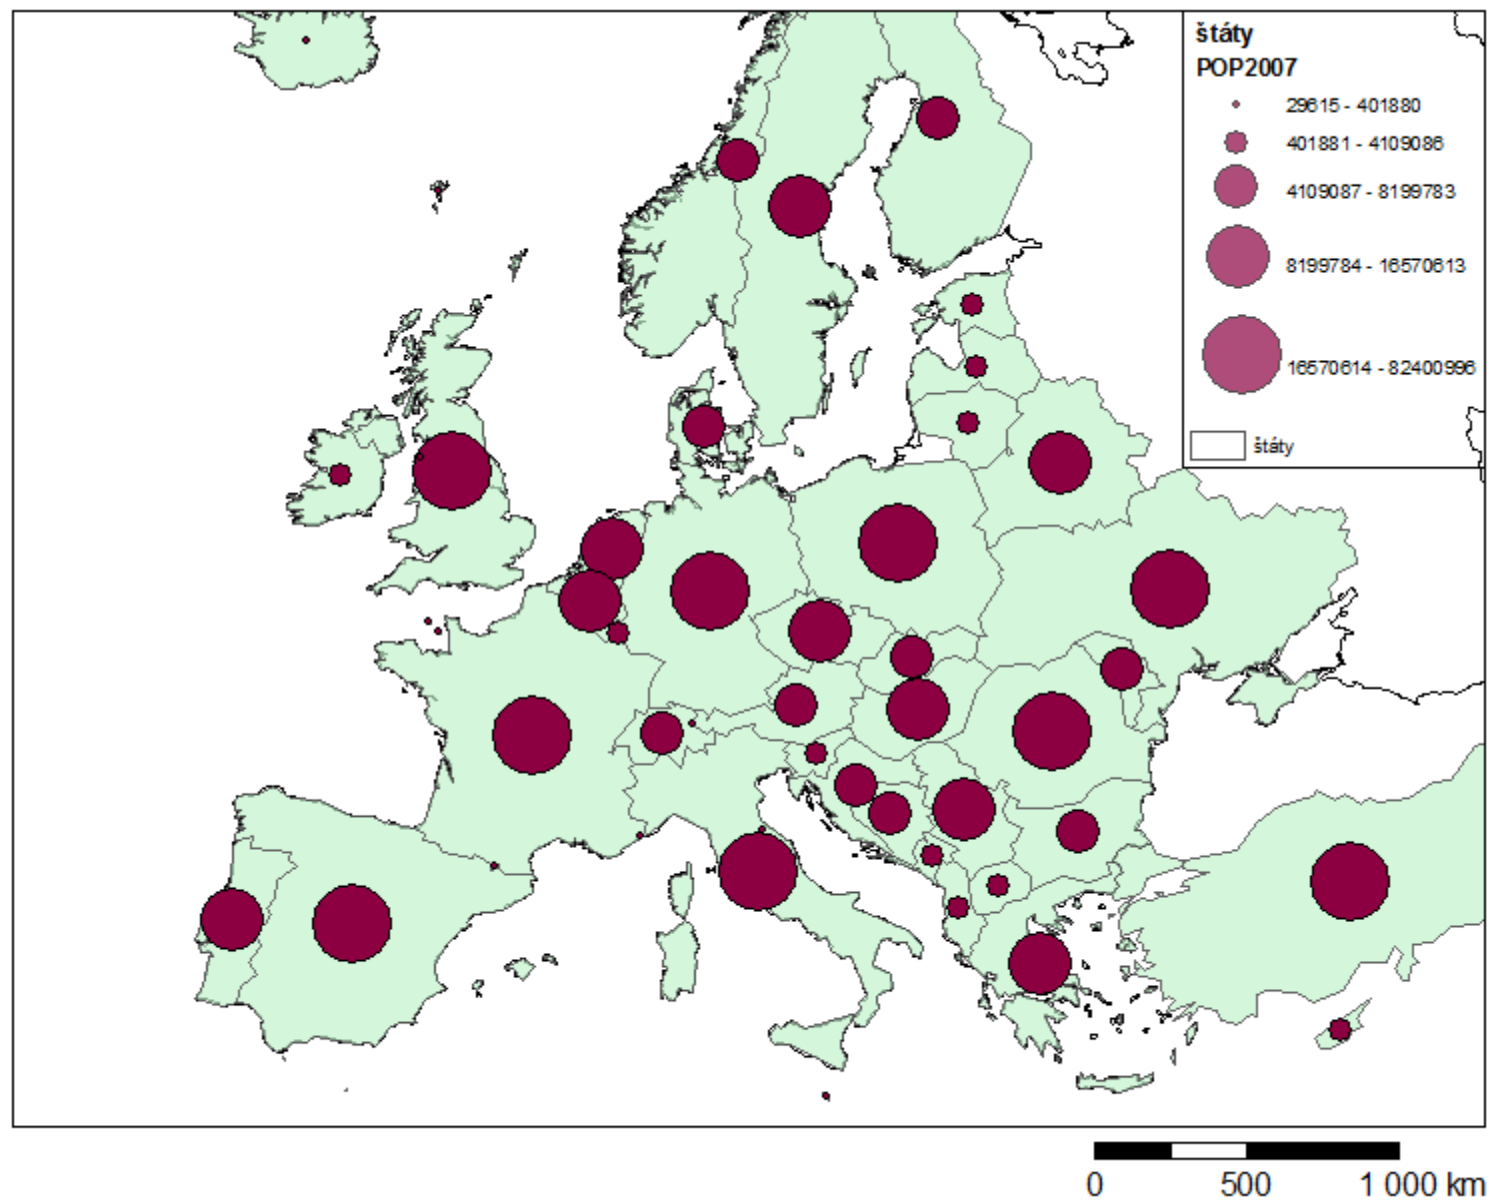 štáty
POP2007
29615 - 401880
401881 - 4109086
4109087 - 8199783
8199784 - 16570613
16570614 - 82400996
štáty
0 500 1 000 km